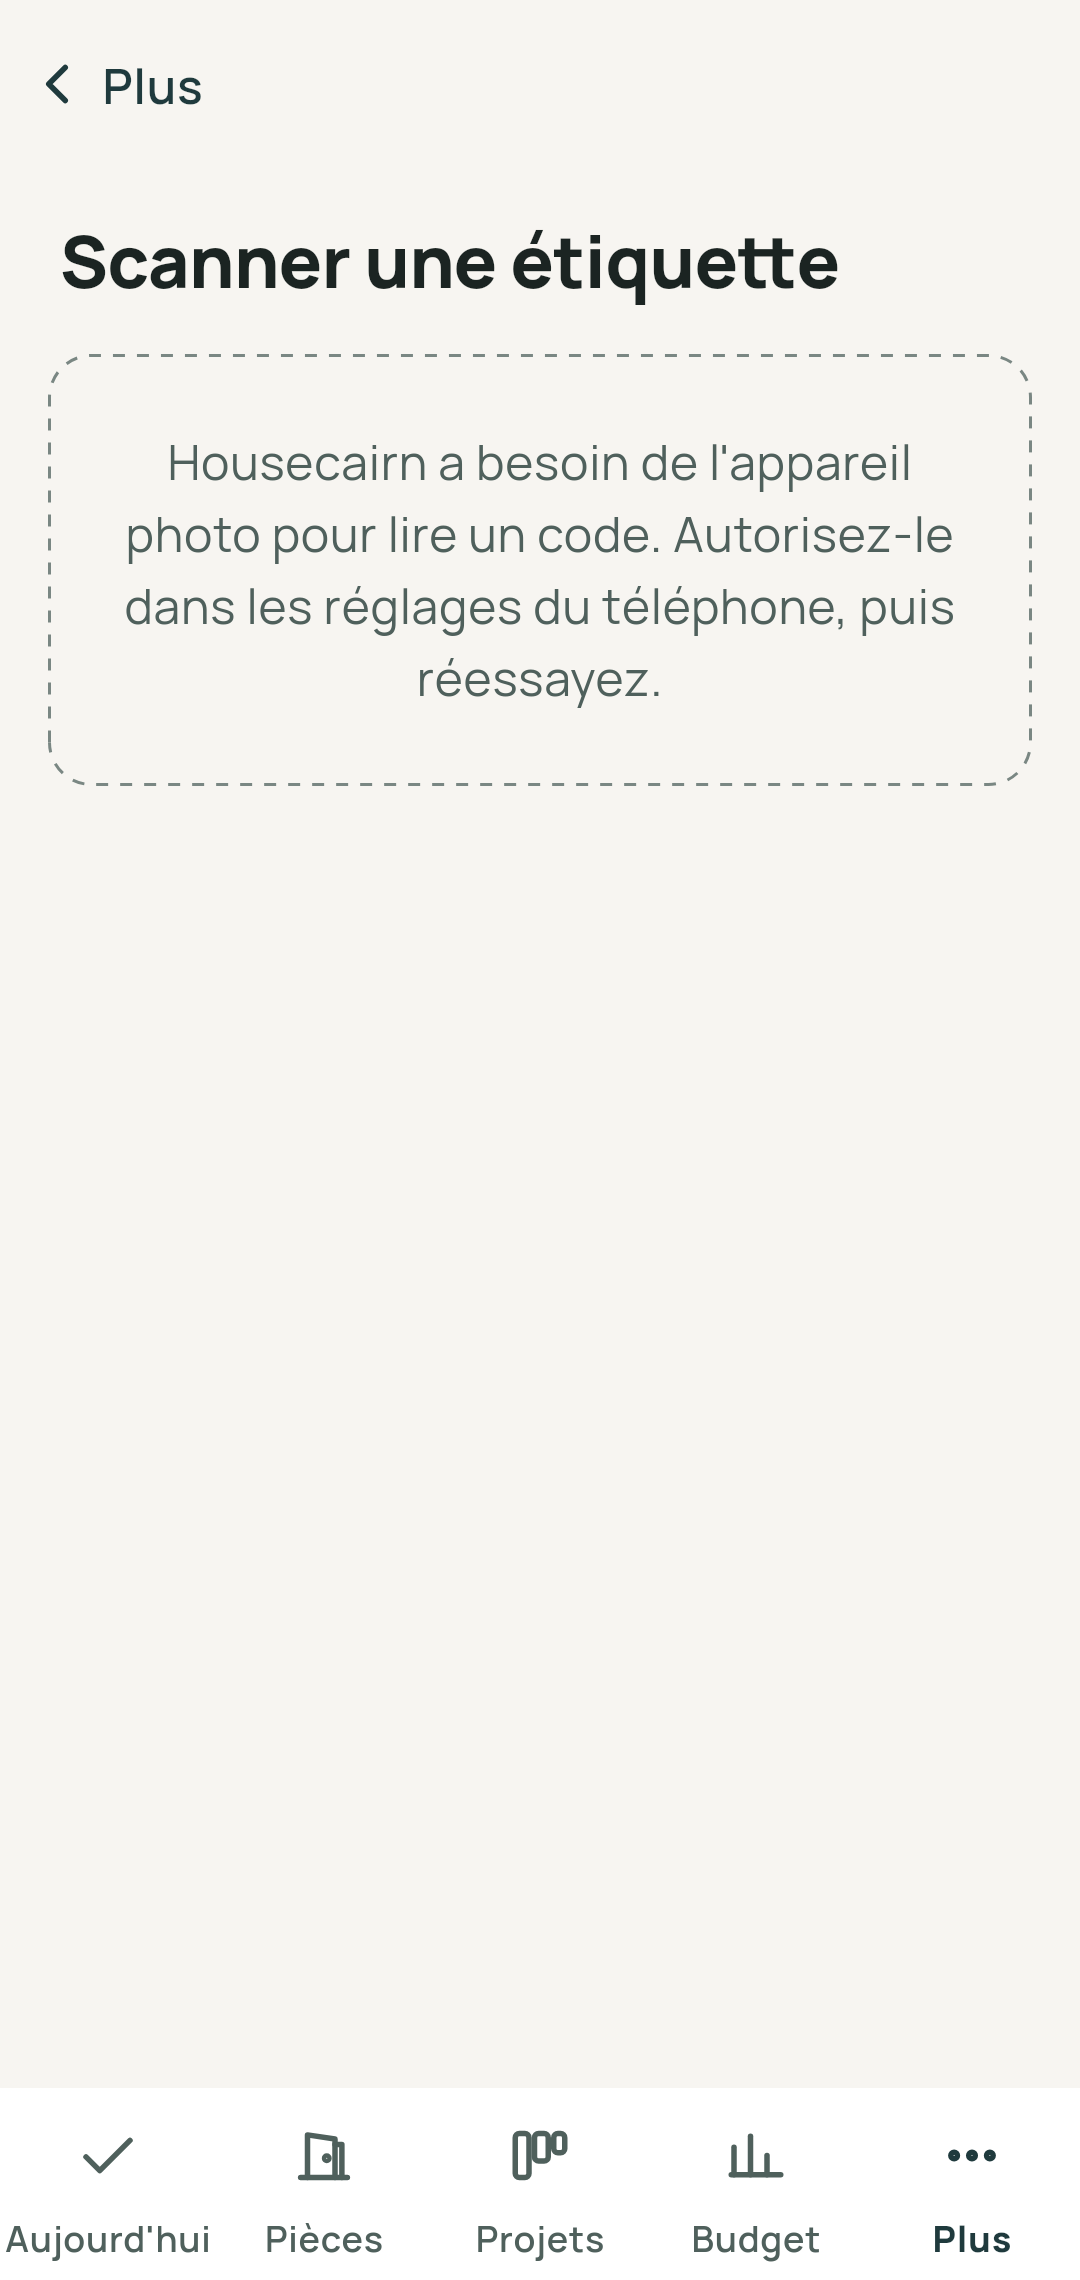 Plus
Scanner une étiquette
Housecairn a besoin de l'appareil
photo pour lire un code. Autorisez-le
dans les réglages du téléphone, puis
réessayez.
Aujourd'hui
Pièces
Projets
Budget
Plus